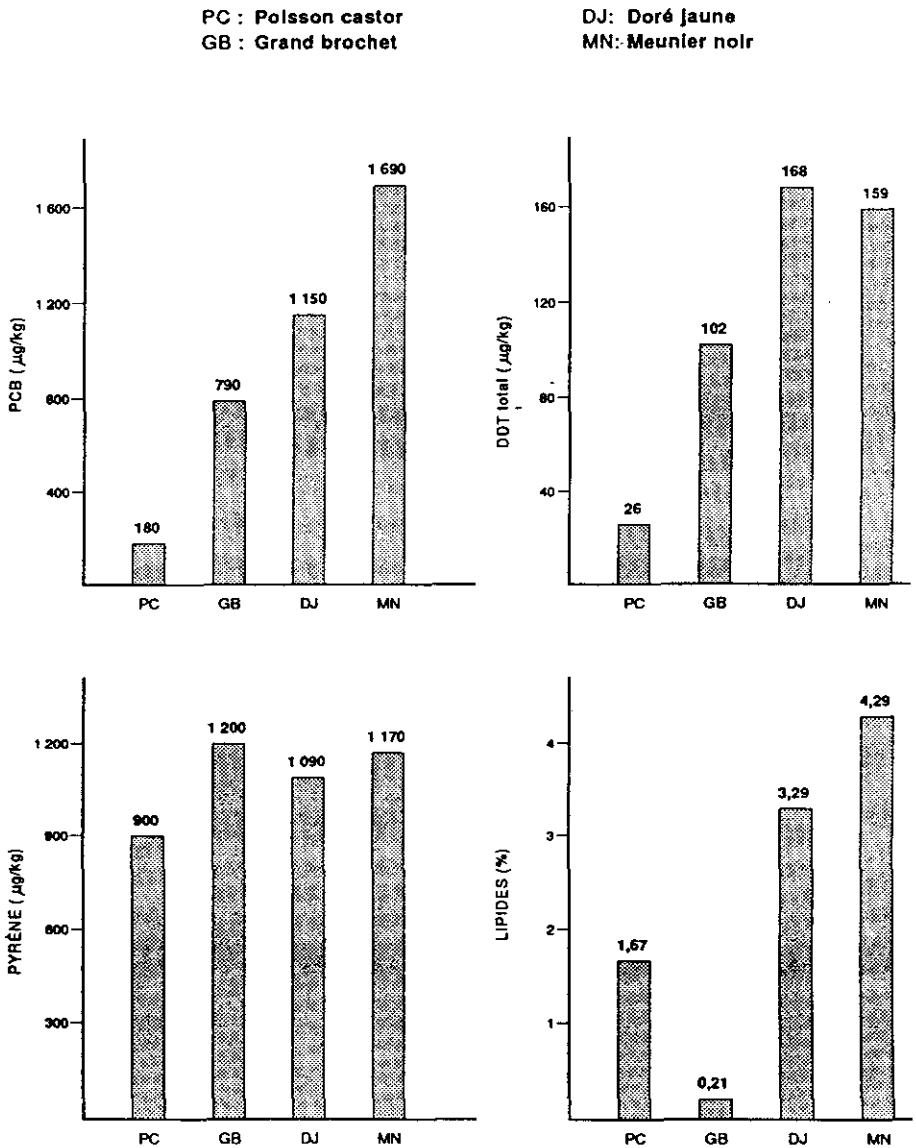 PC : Poisson castor
GB : Grand brochet
DJ: Doré jaune
MN: Meunier noir
PCB (µg/kg)
1 600
1 200
800
400
180
790
1 150
1 690
PC GB DJ MN
DDT total (µg/kg)
160
120
80
40
26
102
168
159
PC GB DJ MN
PYRÈNE (µg/kg)
1 200
900
600
300
900
1 200
1 090
1 170
PC GB DJ MN
LIPIDES (%)
4
3
2
1
1,67
0,21
3,29
4,29
PC GB DJ MN